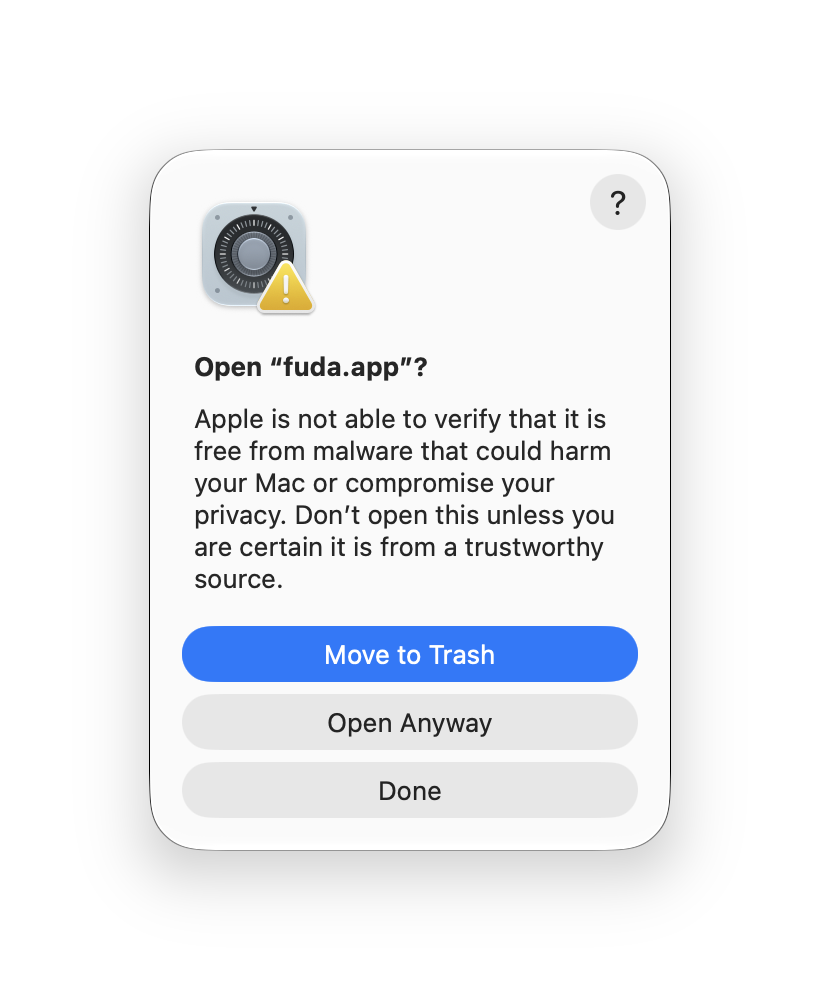 ?
Open “fuda.app”?
Apple is not able to verify that it is
free from malware that could harm
your Mac or compromise your
privacy. Don’t open this unless you
are certain it is from a trustworthy
source.
Move to Trash
Open Anyway
Done